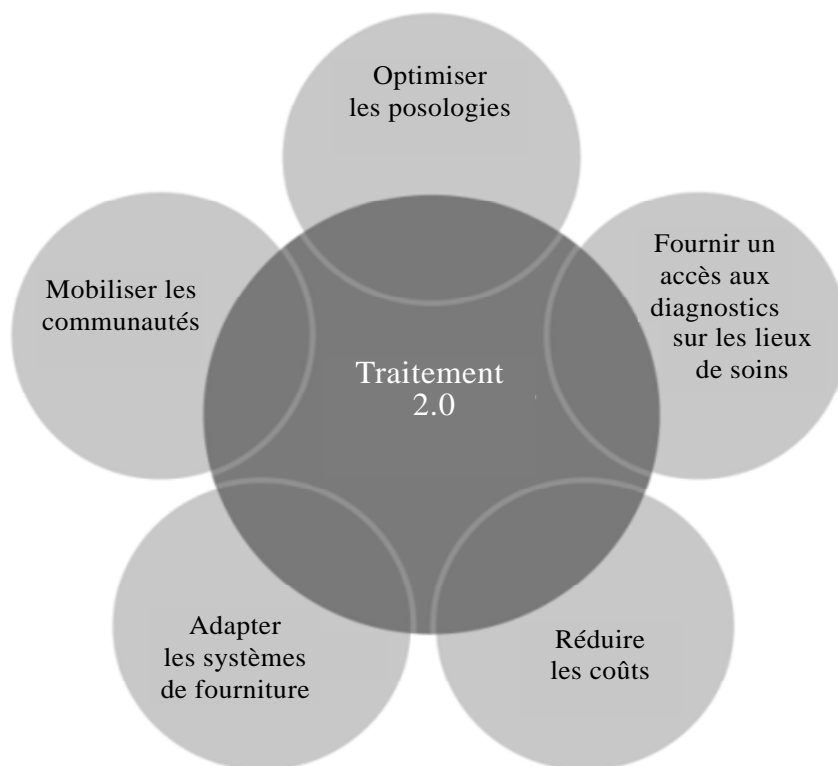 Optimiser
les posologies
Fournir un
accès aux
diagnostics
sur les lieux
de soins
Mobiliser les
communautés
Traitement
2.0
Adapter
les systèmes
de fourniture
Réduire
les coûts